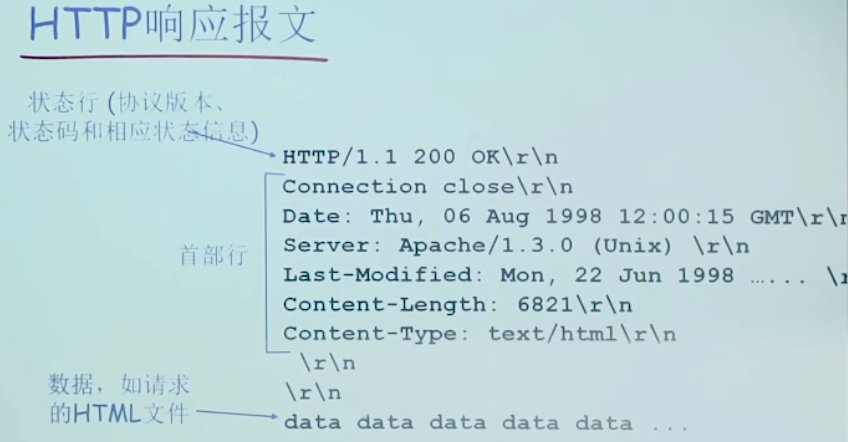 HTTP响应报文
状态行 (协议版本、
状态码和相应状态信息)
HTTP/1.1 200 OK\r\n
Connection close\r\n
Date: Thu, 06 Aug 1998 12:00:15 GMT\r\n
Server: Apache/1.3.0 (Unix) \r\n
Last-Modified: Mon, 22 Jun 1998 …... \r
Content-Length: 6821\r\n
Content-Type: text/html\r\n
\r\n
\r\n
首部行
数据，如请求
的HTML文件
data data data data data ...